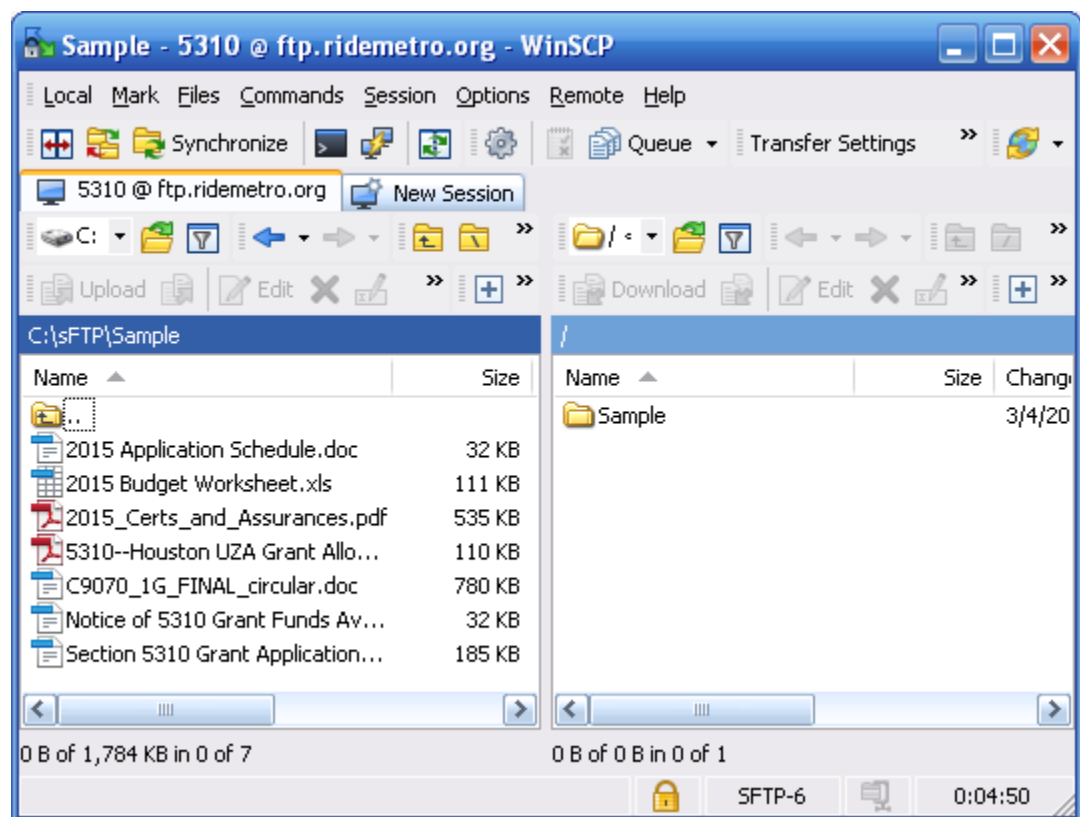 Sample - 5310 @ ftp.ridemetro.org - WinSCP
Local Mark Files Commands Session Options Remote Help
Synchronize Queue Transfer Settings »
5310 @ ftp.ridemetro.org New Session
C: » / »
Upload Edit » » Download Edit » »
C:\sFTP\Sample /
Name Size Name Size Chang
..
Sample 3/4/20
2015 Application Schedule.doc 32 KB
2015 Budget Worksheet.xls 111 KB
2015_Certs_and_Assurances.pdf 535 KB
5310--Houston UZA Grant Allo... 110 KB
C9070_1G_FINAL_circular.doc 780 KB
Notice of 5310 Grant Funds Av... 32 KB
Section 5310 Grant Application... 185 KB
0 B of 1,784 KB in 0 of 7 0 B of 0 B in 0 of 1
SFTP-6 0:04:50